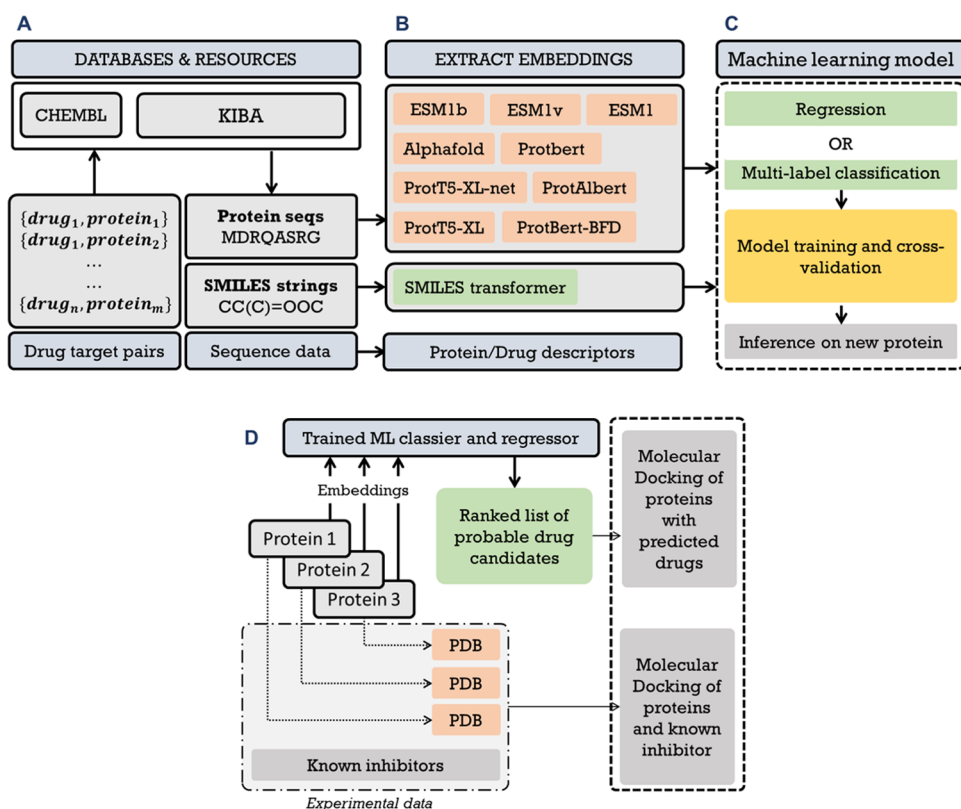 A
B
C
DATABASES & RESOURCES
EXTRACT EMBEDDINGS
Machine learning model
CHEMBL
KIBA
ESM1b
ESM1v
ESM1
Alphafold
Protbert
ProtT5-XL-net
ProtAlbert
ProtT5-XL
ProtBert-BFD
Regression
OR
Multi-label classification
{drug₁, protein₁}
{drug₁, protein₂}
...
...
{drugₙ, proteinₘ}
Protein seqs
MDRQASRG
SMILES strings
CC(C)=OOC
SMILES transformer
Model training and cross-
validation
Inference on new protein
Drug target pairs
Sequence data
Protein/Drug descriptors
D
Trained ML classier and regressor
Embeddings
Protein 1
Protein 2
Protein 3
Ranked list of
probable drug
candidates
Molecular
Docking of
proteins
with
predicted
drugs
PDB
PDB
PDB
Known inhibitors
Experimental data
Molecular
Docking of
proteins
and known
inhibitor